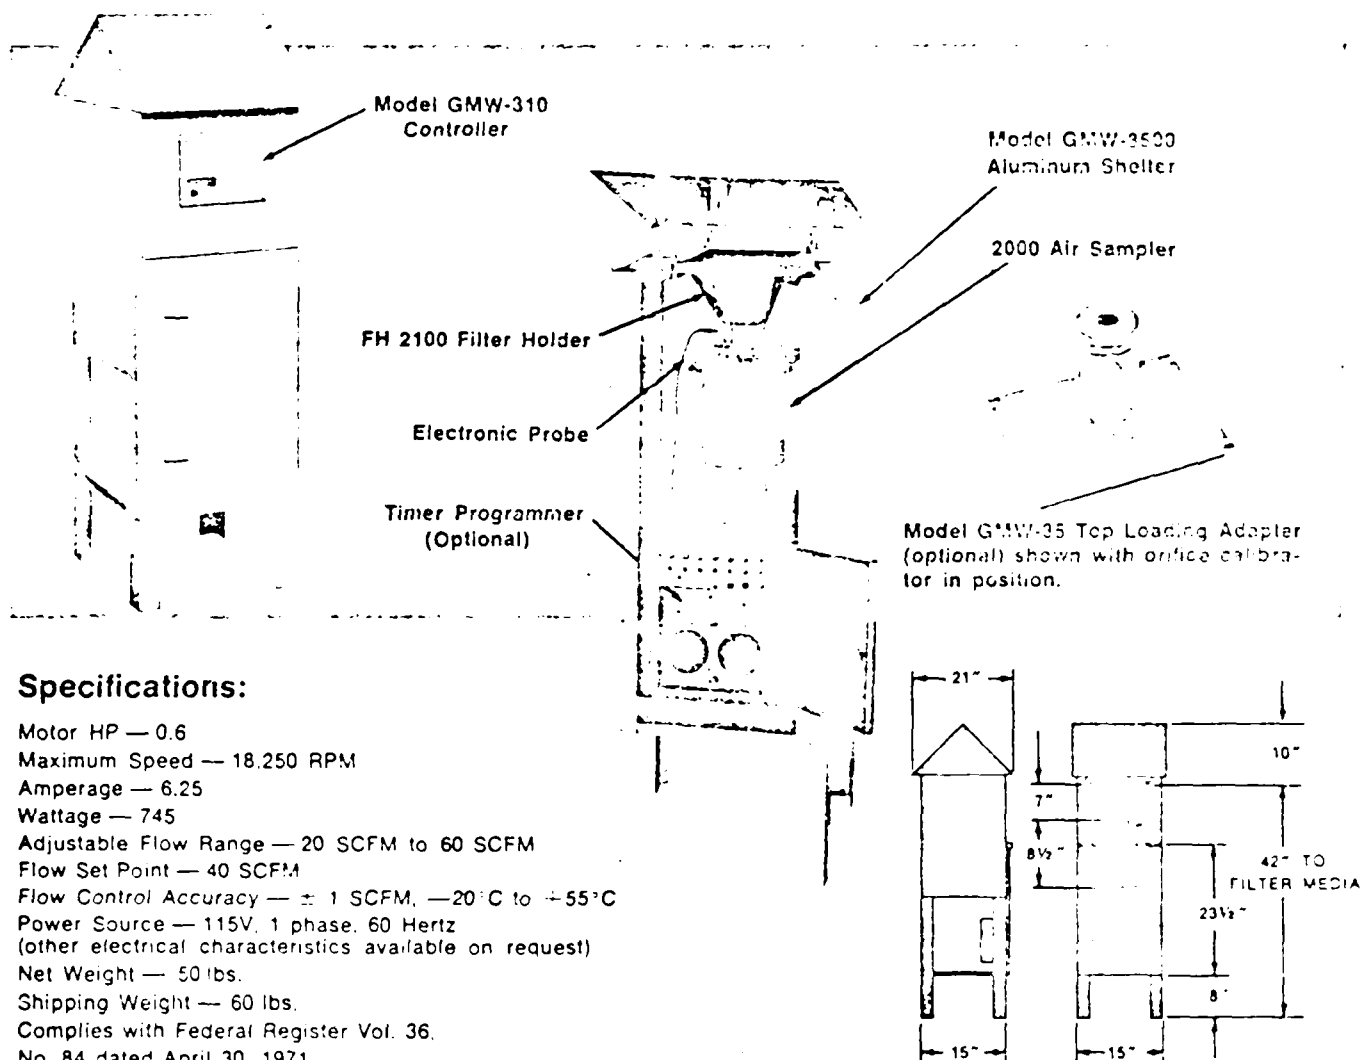 Model GMW-310
Controller
Model GMW-3500
Aluminum Shelter
2000 Air Sampler
FH 2100 Filter Holder
Electronic Probe
Timer Programmer
(Optional)
Model GMW-35 Top Loading Adapter
(optional) shown with orifice calibra-
tor in position.
Specifications:
Motor HP — 0.6
Maximum Speed — 18,250 RPM
Amperage — 6.25
Wattage — 745
Adjustable Flow Range — 20 SCFM to 60 SCFM
Flow Set Point — 40 SCFM
Flow Control Accuracy — ± 1 SCFM, —20°C to +55°C
Power Source — 115V, 1 phase, 60 Hertz
(other electrical characteristics available on request)
Net Weight — 50 lbs.
Shipping Weight — 60 lbs.
Complies with Federal Register Vol. 36,
No. 84 dated April 30, 1971
21"
10"
7"
8½"
42" TO
FILTER MEDIA
23½"
8"
15"
15"